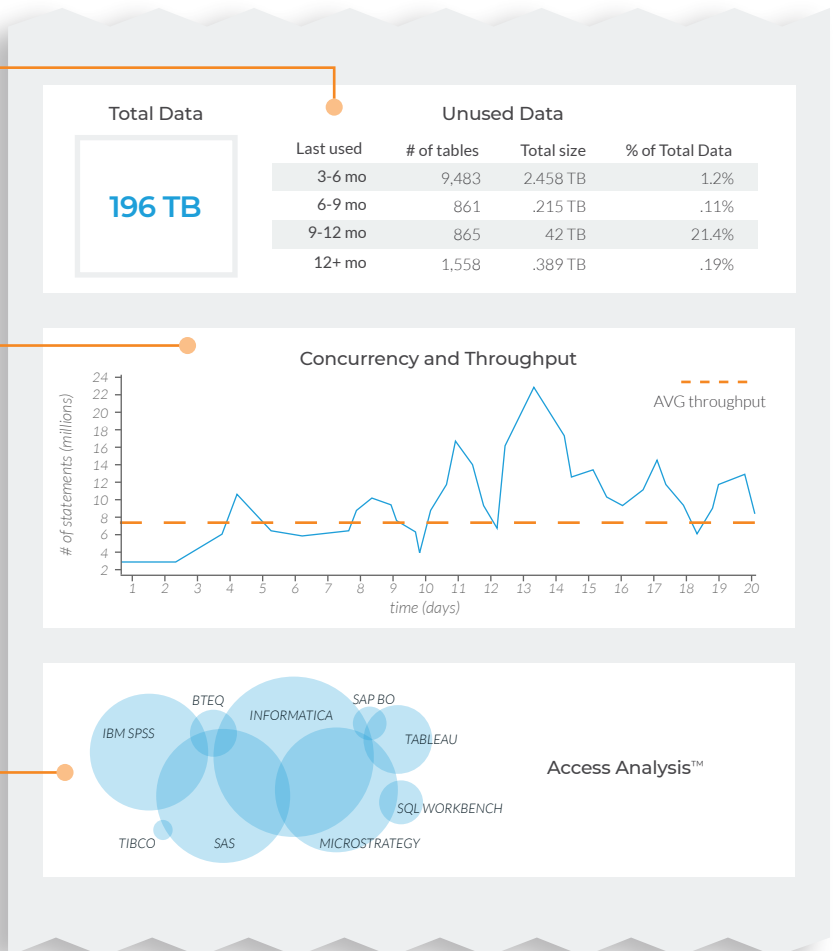 Total Data
196 TB
Unused Data
Last used # of tables Total size % of Total Data
3-6 mo 9,483 2.458 TB 1.2%
6-9 mo 861 .215 TB .11%
9-12 mo 865 42 TB 21.4%
12+ mo 1,558 .389 TB .19%
Concurrency and Throughput
AVG throughput
# of statements (millions)
24
22
20
18
16
14
12
10
8
6
4
2
1 2 3 4 5 6 7 8 9 10 11 12 13 14 15 16 17 18 19 20
time (days)
BTEQ
SAP BO
IBM SPSS
INFORMATICA
TABLEAU
SQL WORKBENCH
TIBCO
SAS
MICROSTRATEGY
Access Analysis™